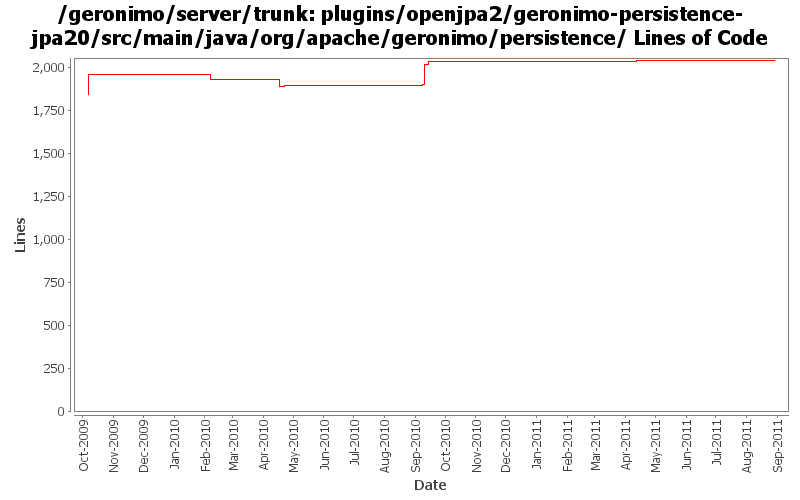 /geronimo/server/trunk: plugins/openjpa2/geronimo-persistence-
jpa20/src/main/java/org/apache/geronimo/persistence/ Lines of Code
2,000
1,750
1,500
1,250
1,000
750
500
250
0
Lines
Oct-2009
Nov-2009
Dec-2009
Jan-2010
Feb-2010
Mar-2010
Apr-2010
May-2010
Jun-2010
Jul-2010
Aug-2010
Sep-2010
Oct-2010
Nov-2010
Dec-2010
Jan-2011
Feb-2011
Mar-2011
Apr-2011
May-2011
Jun-2011
Jul-2011
Aug-2011
Sep-2011
Date